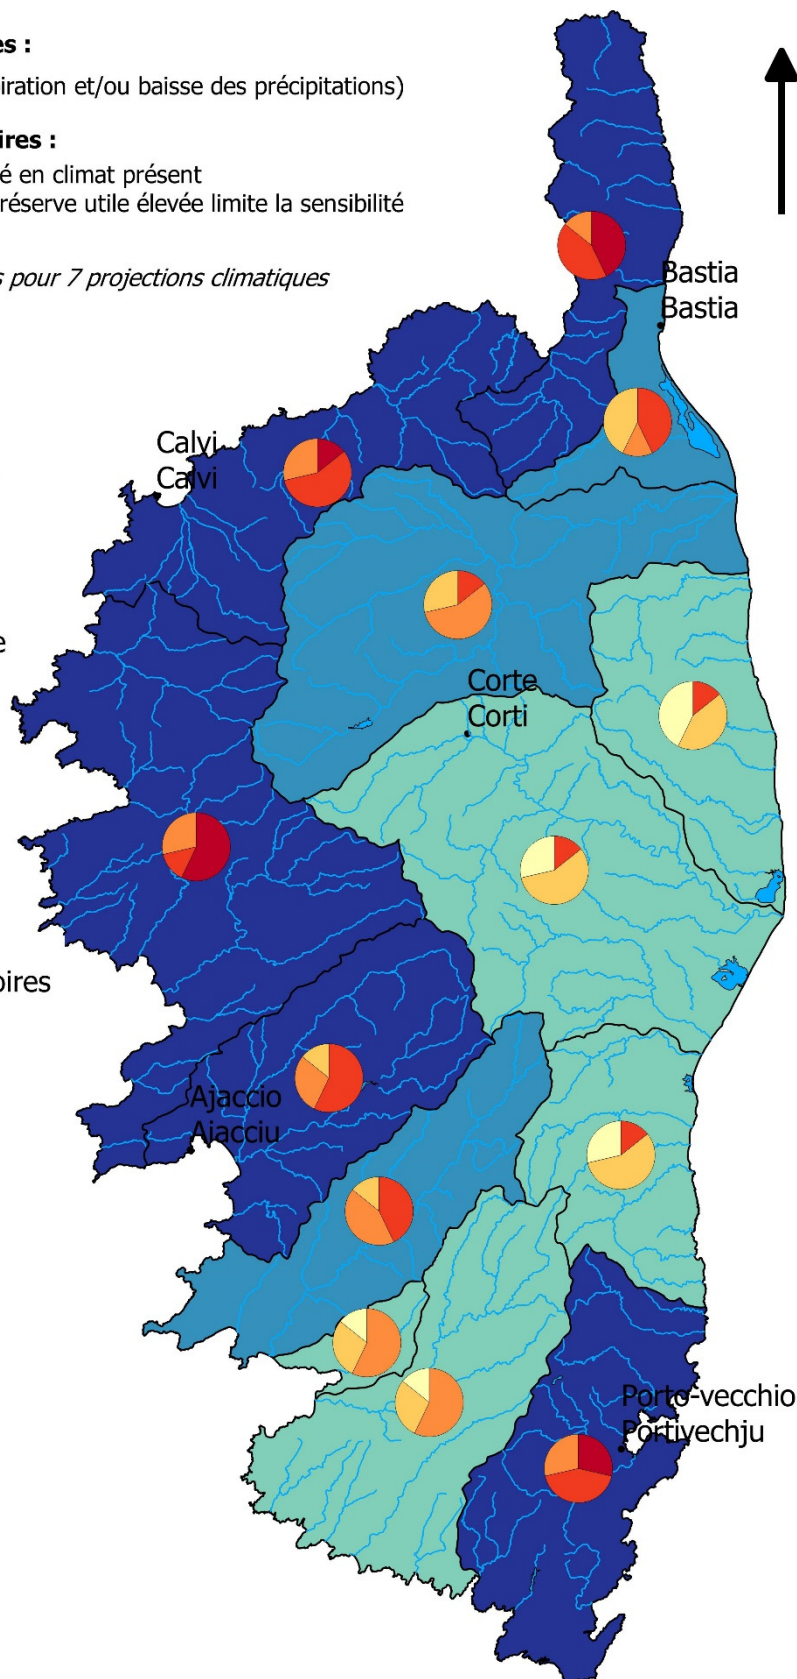 es :
iration et/ou baisse des précipitations)
ires :
é en climat présent
réserve utile élevée limite la sensibilité
s pour 7 projections climatiques
Bastia
Bastia
Calvi
Calvi
e
Corte
Corti
oires
Ajaccio
Ajacciu
Porto-vecchio
Portivechju